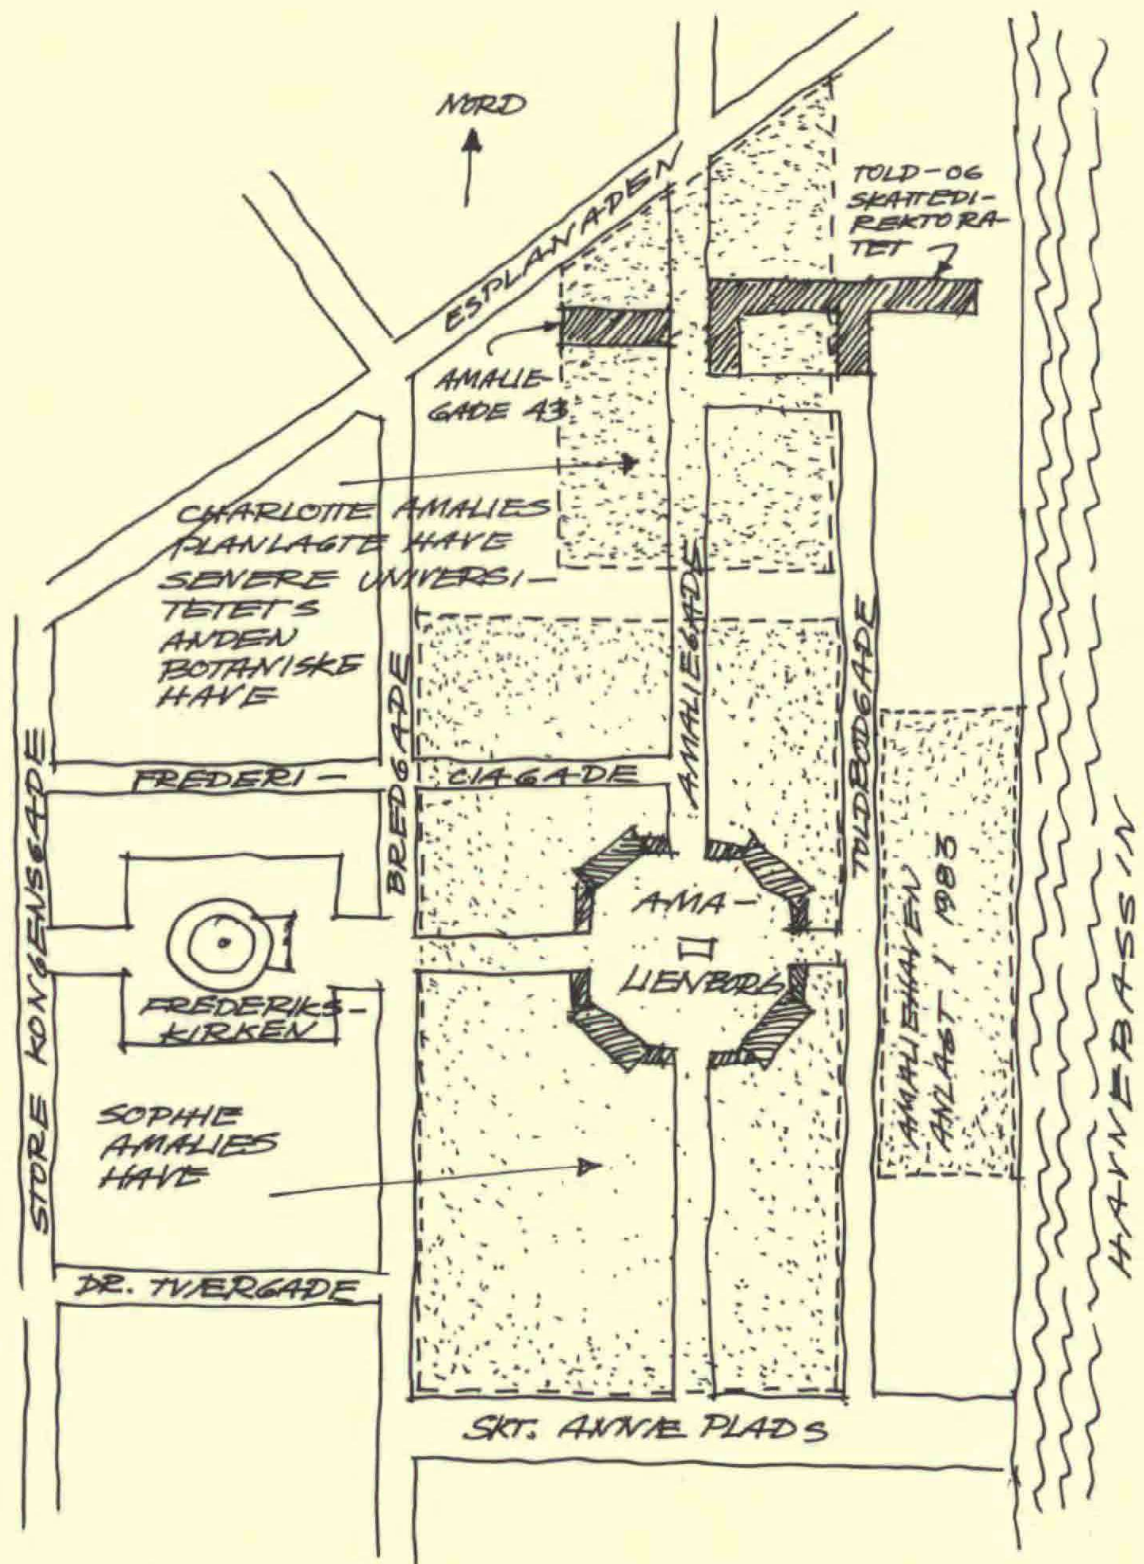 NORD
TOLD-OG
SKATTEDI-
REKTORA-
TET
ESPLANADEN
AMALIE-
GADE 43
CHARLOTTE AMALIES
PLANLAGTE HAVE
SENERE UNIVERSI-
TETETS
ANDEN
BOTANISKE
HAVE
AMALIEGADE
TOLDBODGADE
BREDGADE
STORE KONGENSGADE
FREDERI-
CIAGADE
AMA-
LIENBORG
AMALIEHAVEN
ANLAGT I 1983
HAVNEBASSIN
FREDERIKS-
KIRKEN
SOPHIE
AMALIES
HAVE
DR. TVÆRGADE
SKT. ANNÆ PLADS